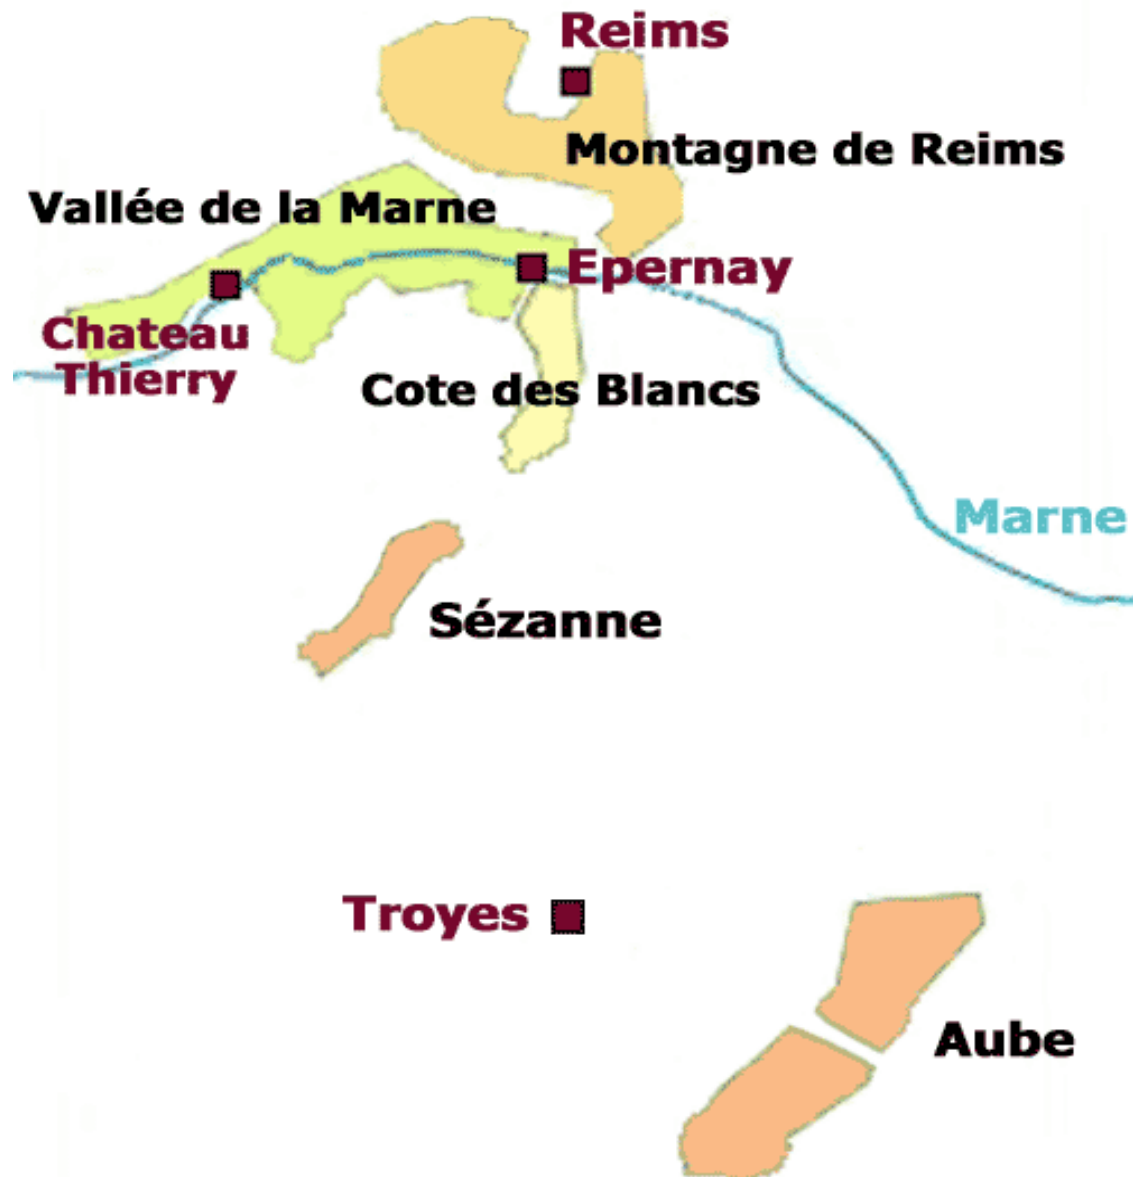 Reims
Montagne de Reims
Vallée de la Marne
Epernay
Chateau
Thierry
Cote des Blancs
Marne
Sézanne
Troyes
Aube